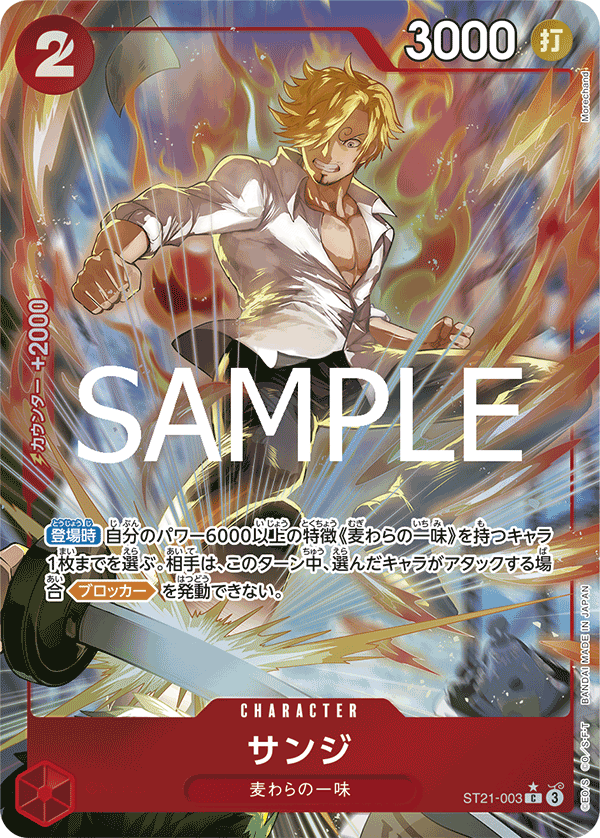 2
3000
打
Morechand
カウンター +2000
SAMPLE
登場時 自分のパワー6000以上の特徴《麦わらの一味》を持つキャラ
1枚までを選ぶ。相手は、このターン中、選んだキャラがアタックする場
合 ブロッカー を発動できない。
©E.O/S. ©O/S・F・T BANDAI MADE IN JAPAN
CHARACTER
サンジ
麦わらの一味
ST21-003 C 3